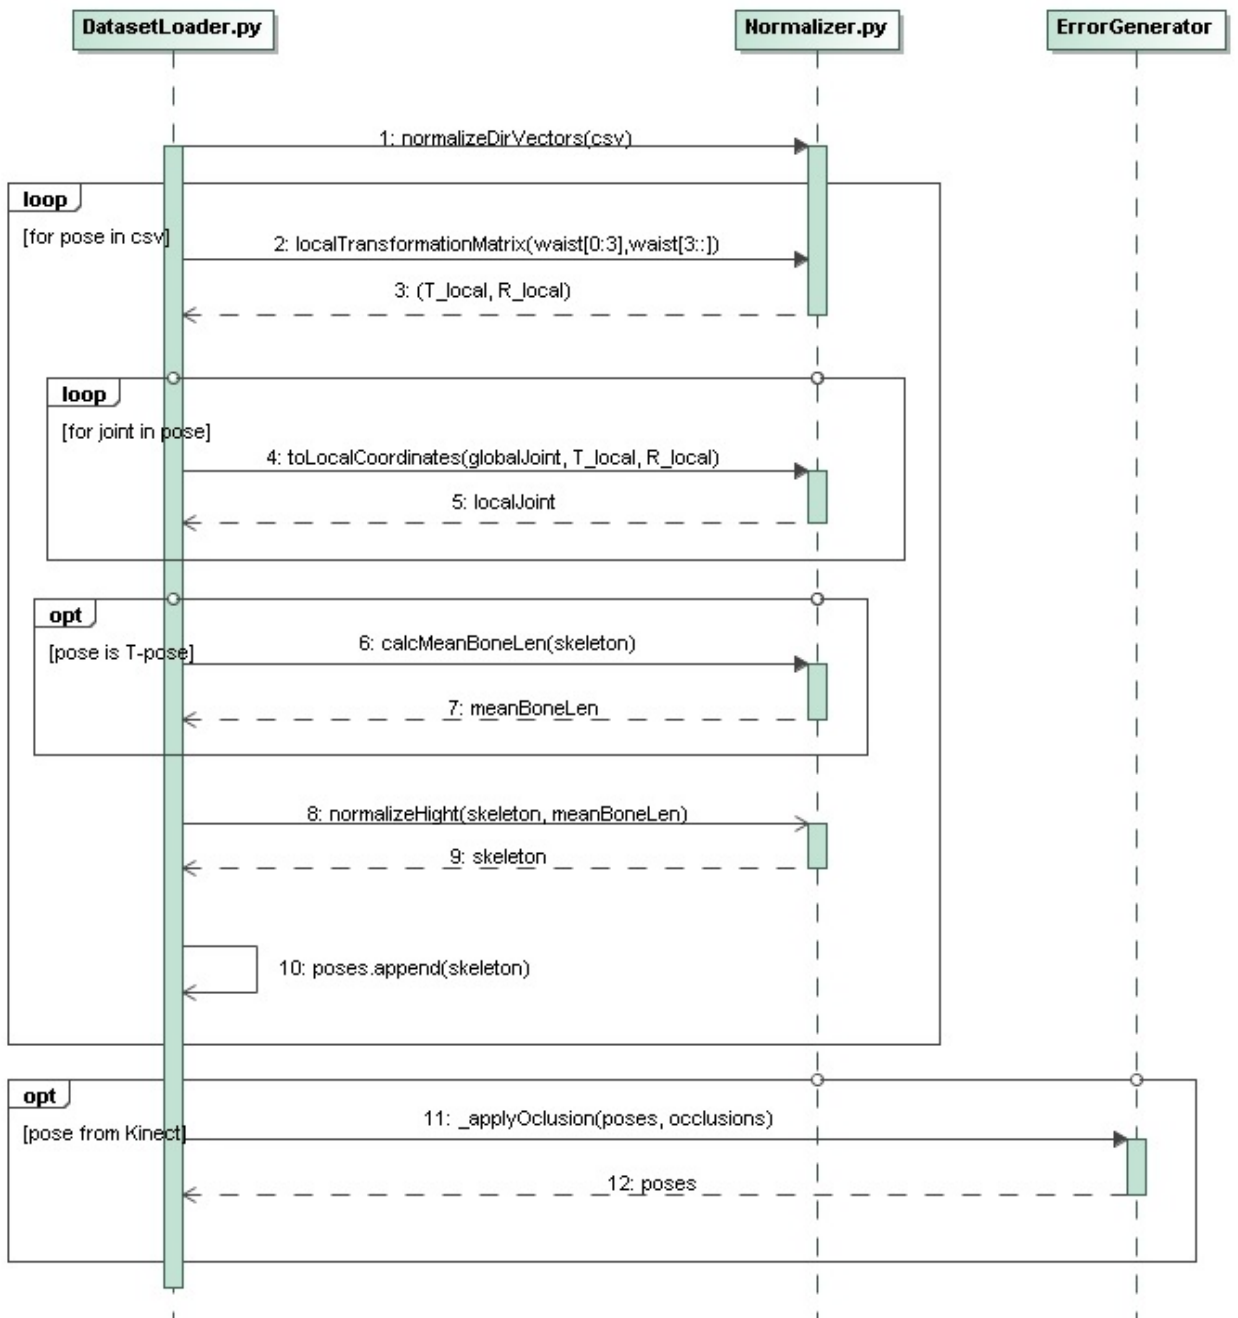 DatasetLoader.py
Normalizer.py
ErrorGenerator
1: normalizeDirVectors(csv)
loop
[for pose in csv]
2: localTransformationMatrix(waist[0:3],waist[3::])
3: (T_local, R_local)
loop
[for joint in pose]
4: toLocalCoordinates(globalJoint, T_local, R_local)
5: localJoint
opt
[pose is T-pose]
6: calcMeanBoneLen(skeleton)
7: meanBoneLen
8: normalizeHight(skeleton, meanBoneLen)
9: skeleton
10: poses.append(skeleton)
opt
[pose from Kinect]
11: _applyOclusion(poses, occlusions)
12: poses